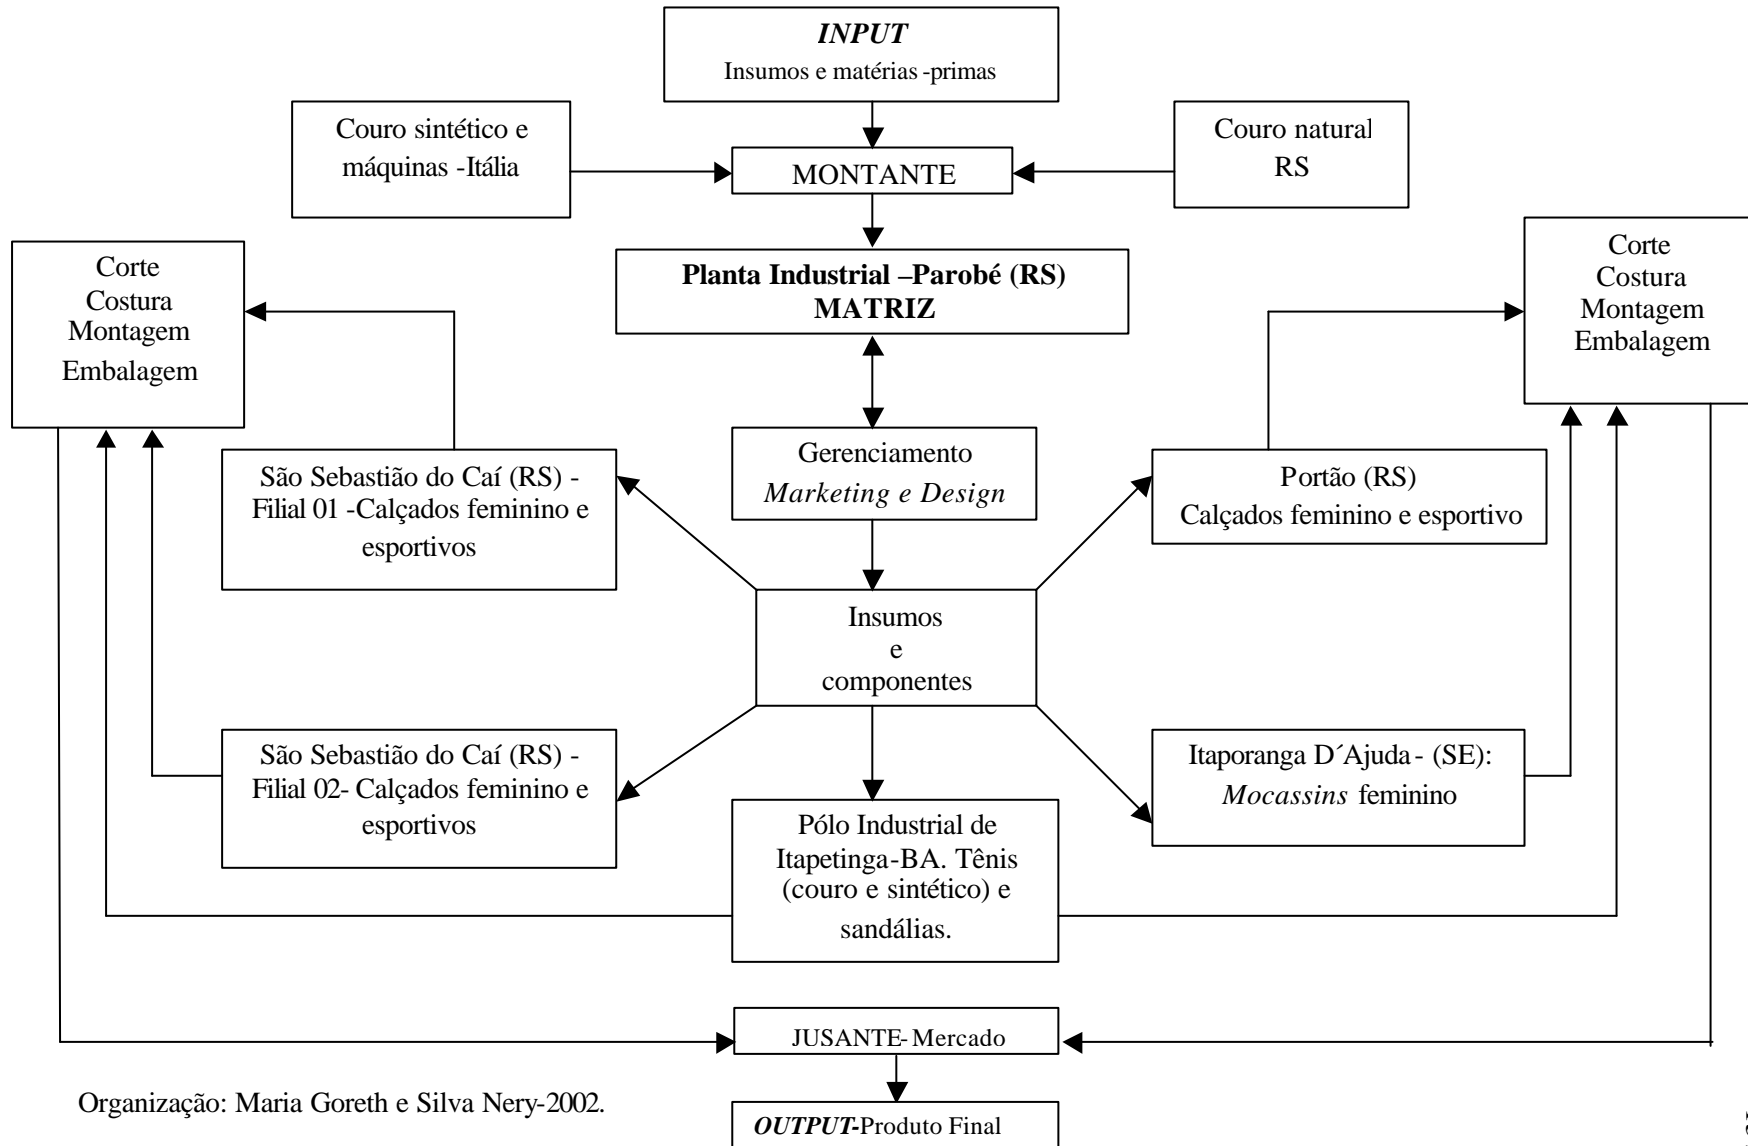 INPUT
Insumos e matérias -primas
Couro sintético e
máquinas -Itália
MONTANTE
Couro natural
RS
Planta Industrial –Parobé (RS)
MATRIZ
Corte
Costura
Montagem
Embalagem
Corte
Costura
Montagem
Embalagem
Gerenciamento
Marketing e Design
São Sebastião do Caí (RS) -
Filial 01 -Calçados feminino e
esportivos
Portão (RS)
Calçados feminino e esportivo
Insumos
e
componentes
São Sebastião do Caí (RS) -
Filial 02- Calçados feminino e
esportivos
Itaporanga D´Ajuda - (SE):
Mocassins feminino
Pólo Industrial de
Itapetinga-BA. Tênis
(couro e sintético) e
sandálias.
JUSANTE-Mercado
Organização: Maria Goreth e Silva Nery-2002.
OUTPUT-Produto Final